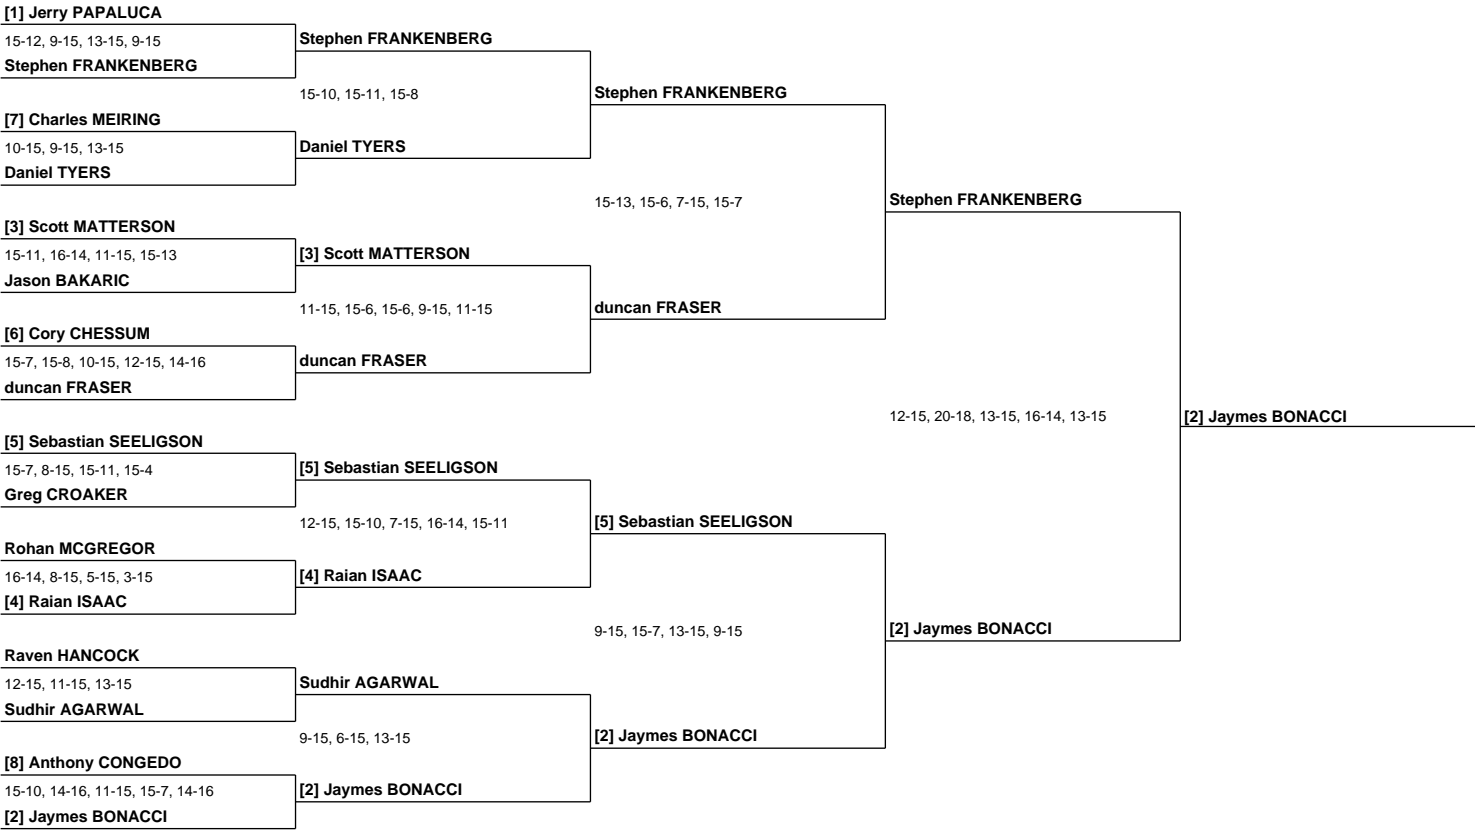 [1] Jerry PAPALUCA
15-12, 9-15, 13-15, 9-15
Stephen FRANKENBERG
[7] Charles MEIRING
10-15, 9-15, 13-15
Daniel TYERS
[3] Scott MATTERSON
15-11, 16-14, 11-15, 15-13
Jason BAKARIC
[6] Cory CHESSUM
15-7, 15-8, 10-15, 12-15, 14-16
duncan FRASER
[5] Sebastian SEELIGSON
15-7, 8-15, 15-11, 15-4
Greg CROAKER
Rohan MCGREGOR
16-14, 8-15, 5-15, 3-15
[4] Raian ISAAC
Raven HANCOCK
12-15, 11-15, 13-15
Sudhir AGARWAL
[8] Anthony CONGEDO
15-10, 14-16, 11-15, 15-7, 14-16
[2] Jaymes BONACCI
Stephen FRANKENBERG
15-10, 15-11, 15-8
Daniel TYERS
[3] Scott MATTERSON
11-15, 15-6, 15-6, 9-15, 11-15
duncan FRASER
[5] Sebastian SEELIGSON
12-15, 15-10, 7-15, 16-14, 15-11
[4] Raian ISAAC
Sudhir AGARWAL
9-15, 6-15, 13-15
[2] Jaymes BONACCI
Stephen FRANKENBERG
15-13, 15-6, 7-15, 15-7
duncan FRASER
[5] Sebastian SEELIGSON
9-15, 15-7, 13-15, 9-15
[2] Jaymes BONACCI
Stephen FRANKENBERG
12-15, 20-18, 13-15, 16-14, 13-15
[2] Jaymes BONACCI
[2] Jaymes BONACCI